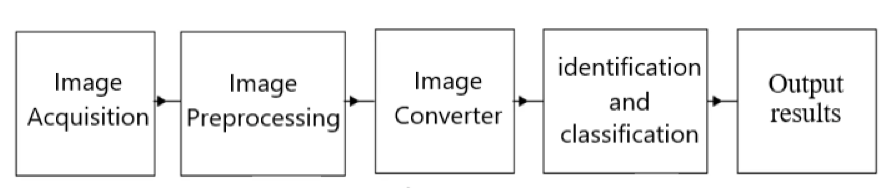 Image
Acquisition
Image
Preprocessing
Image
Converter
identification
and
classification
Output
results